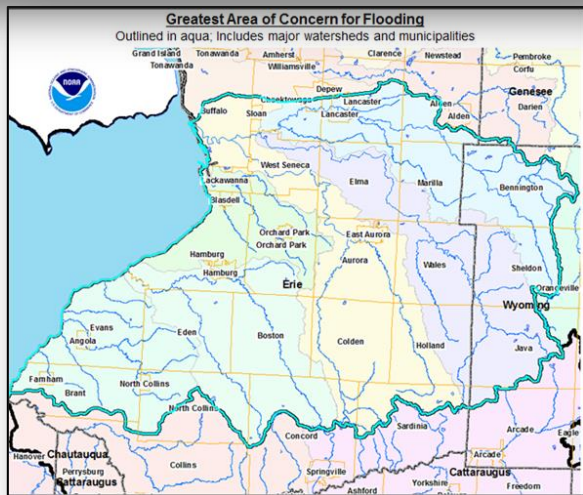 Greatest Area of Concern for Flooding
Outlined in aqua; Includes major watersheds and municipalities
Grand Island
Tonawanda
Amherst
Clarence
Newstead
Pembroke
Tonawanda
Williamsville
Corfu
NOAA
Depew
Genesee
Buffalo
Cheektowaga
Lancaster
Alden
Darien
Sloan
Lancaster
Alden
West Seneca
Lackawanna
Elma
Marilla
Bennington
Blasdell
Orchard Park
East Aurora
Orchard Park
Hamburg
Aurora
Wales
Sheldon
Hamburg
Erie
Orangeville
Wyoming
Evans
Eden
Boston
Angola
Colden
Holland
Java
Farnham
North Collins
Brant
North Collins
Concord
Sardinia
Arcade
Eagle
Hanover
Chautauqua
Collins
Arcade
Perrysburg
Springville
Cattaraugus
Cattaraugus
Ashford
Yorkshire
Freedom